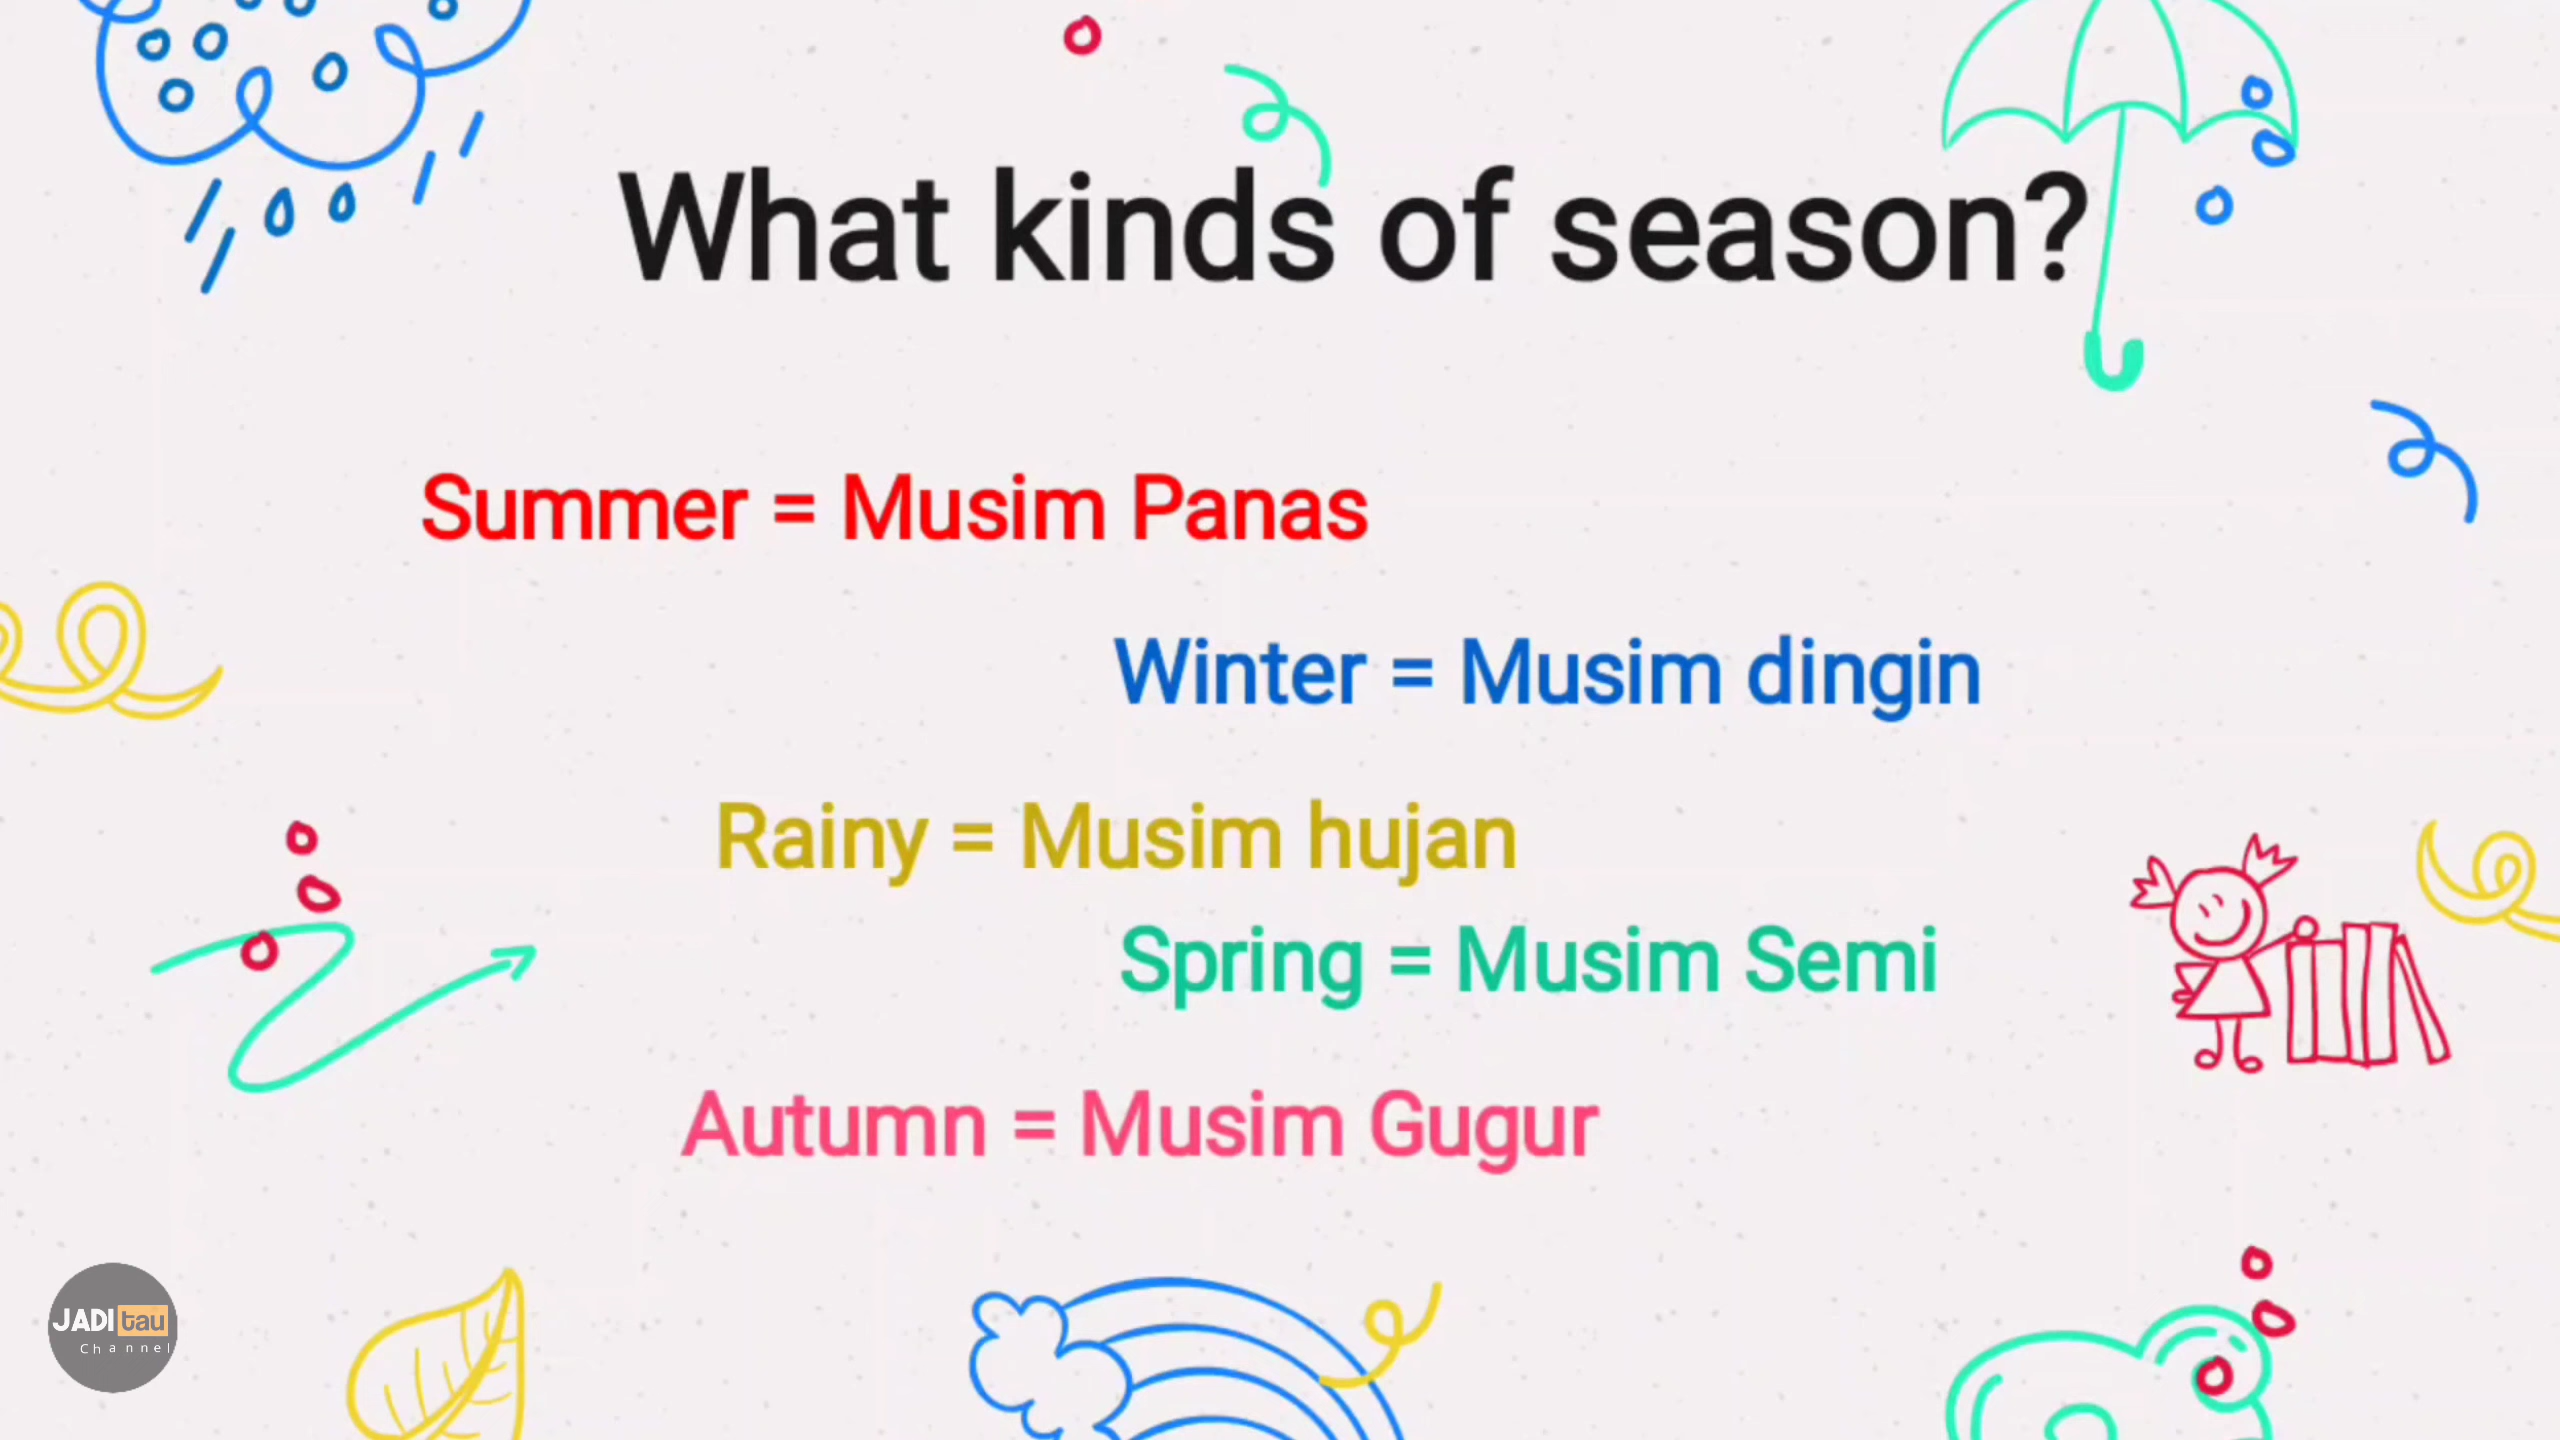 What kinds of season?
Summer = Musim Panas
Winter = Musim dingin
Rainy = Musim hujan
Spring = Musim Semi
Autumn = Musim Gugur
JADI tau
Channel